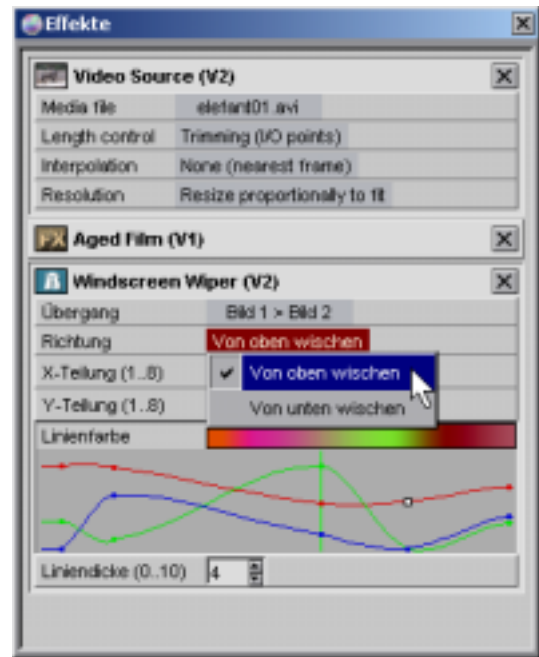 Effekte
Video Source (V2)
Media file elefant01.avi
Length control Trimming (I/O points)
Interpolation None (nearest frame)
Resolution Resize proportionally to fit
FX Aged Film (V1)
Windscreen Wiper (V2)
Übergang Bild 1 > Bild 2
Richtung Von oben wischen
X-Teilung (1..8) Von oben wischen
Y-Teilung (1..8) Von unten wischen
Linienfarbe
Liniendicke (0..10) 4